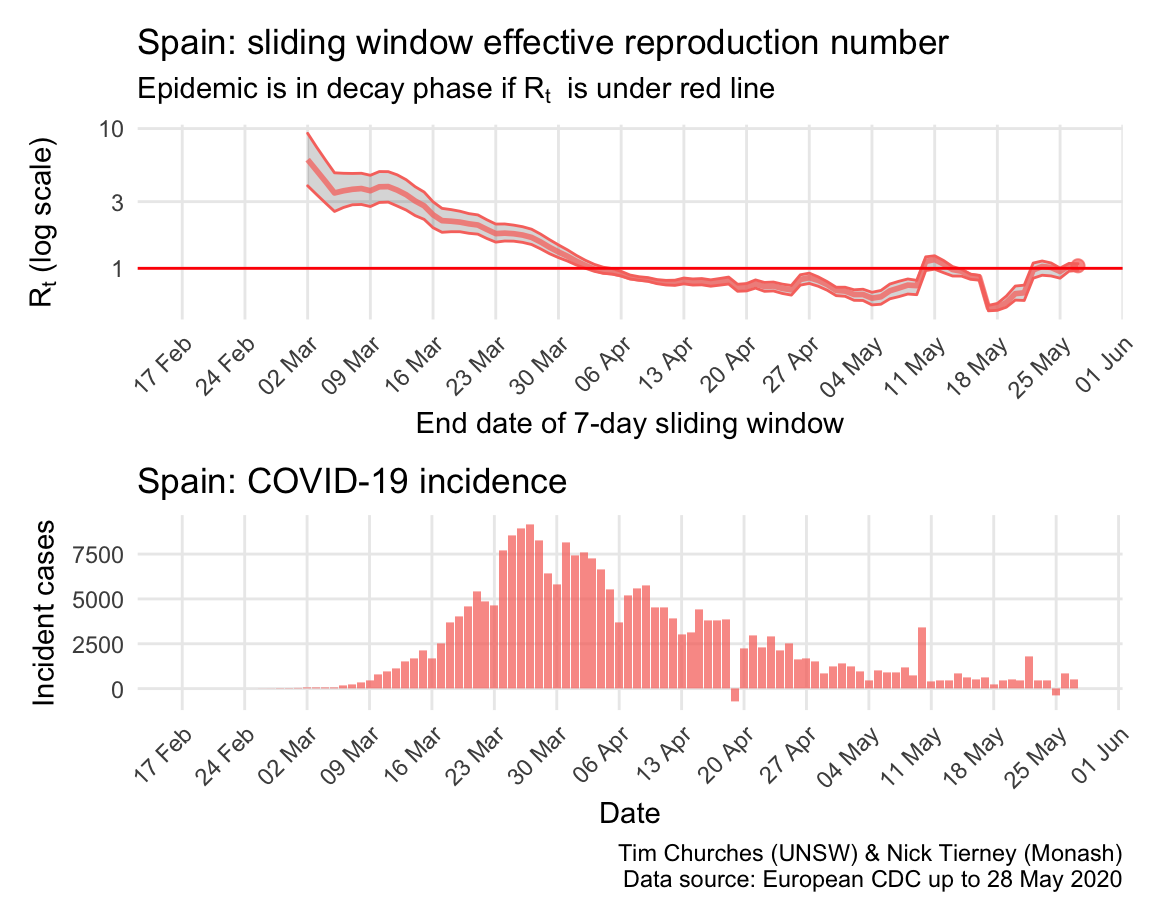 Spain: sliding window effective reproduction number
Epidemic is in decay phase if Rt is under red line
Rt (log scale)
10
3
1
17 Feb 24 Feb 02 Mar 09 Mar 16 Mar 23 Mar 30 Mar 06 Apr 13 Apr 20 Apr 27 Apr 04 May 11 May 18 May 25 May 01 Jun
End date of 7-day sliding window
Spain: COVID-19 incidence
Incident cases
7500
5000
2500
0
17 Feb 24 Feb 02 Mar 09 Mar 16 Mar 23 Mar 30 Mar 06 Apr 13 Apr 20 Apr 27 Apr 04 May 11 May 18 May 25 May 01 Jun
Date
Tim Churches (UNSW) & Nick Tierney (Monash)
Data source: European CDC up to 28 May 2020